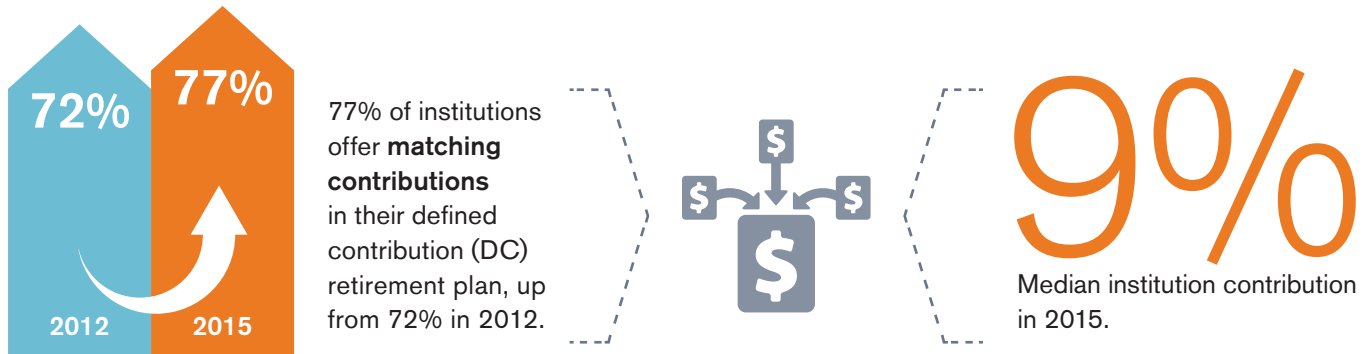 72%
2012
77%
2015
77% of institutions
offer matching
contributions
in their defined
contribution (DC)
retirement plan, up
from 72% in 2012.
$
$
$
$
9%
Median institution contribution
in 2015.